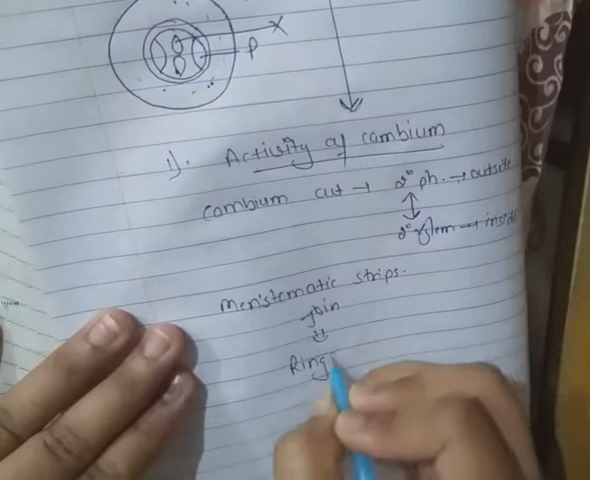 X
P
1). Activity of cambium
Cambium cut → 2° ph. → outside
2° xylem → inside
Meristematic strips.
Join
Ring